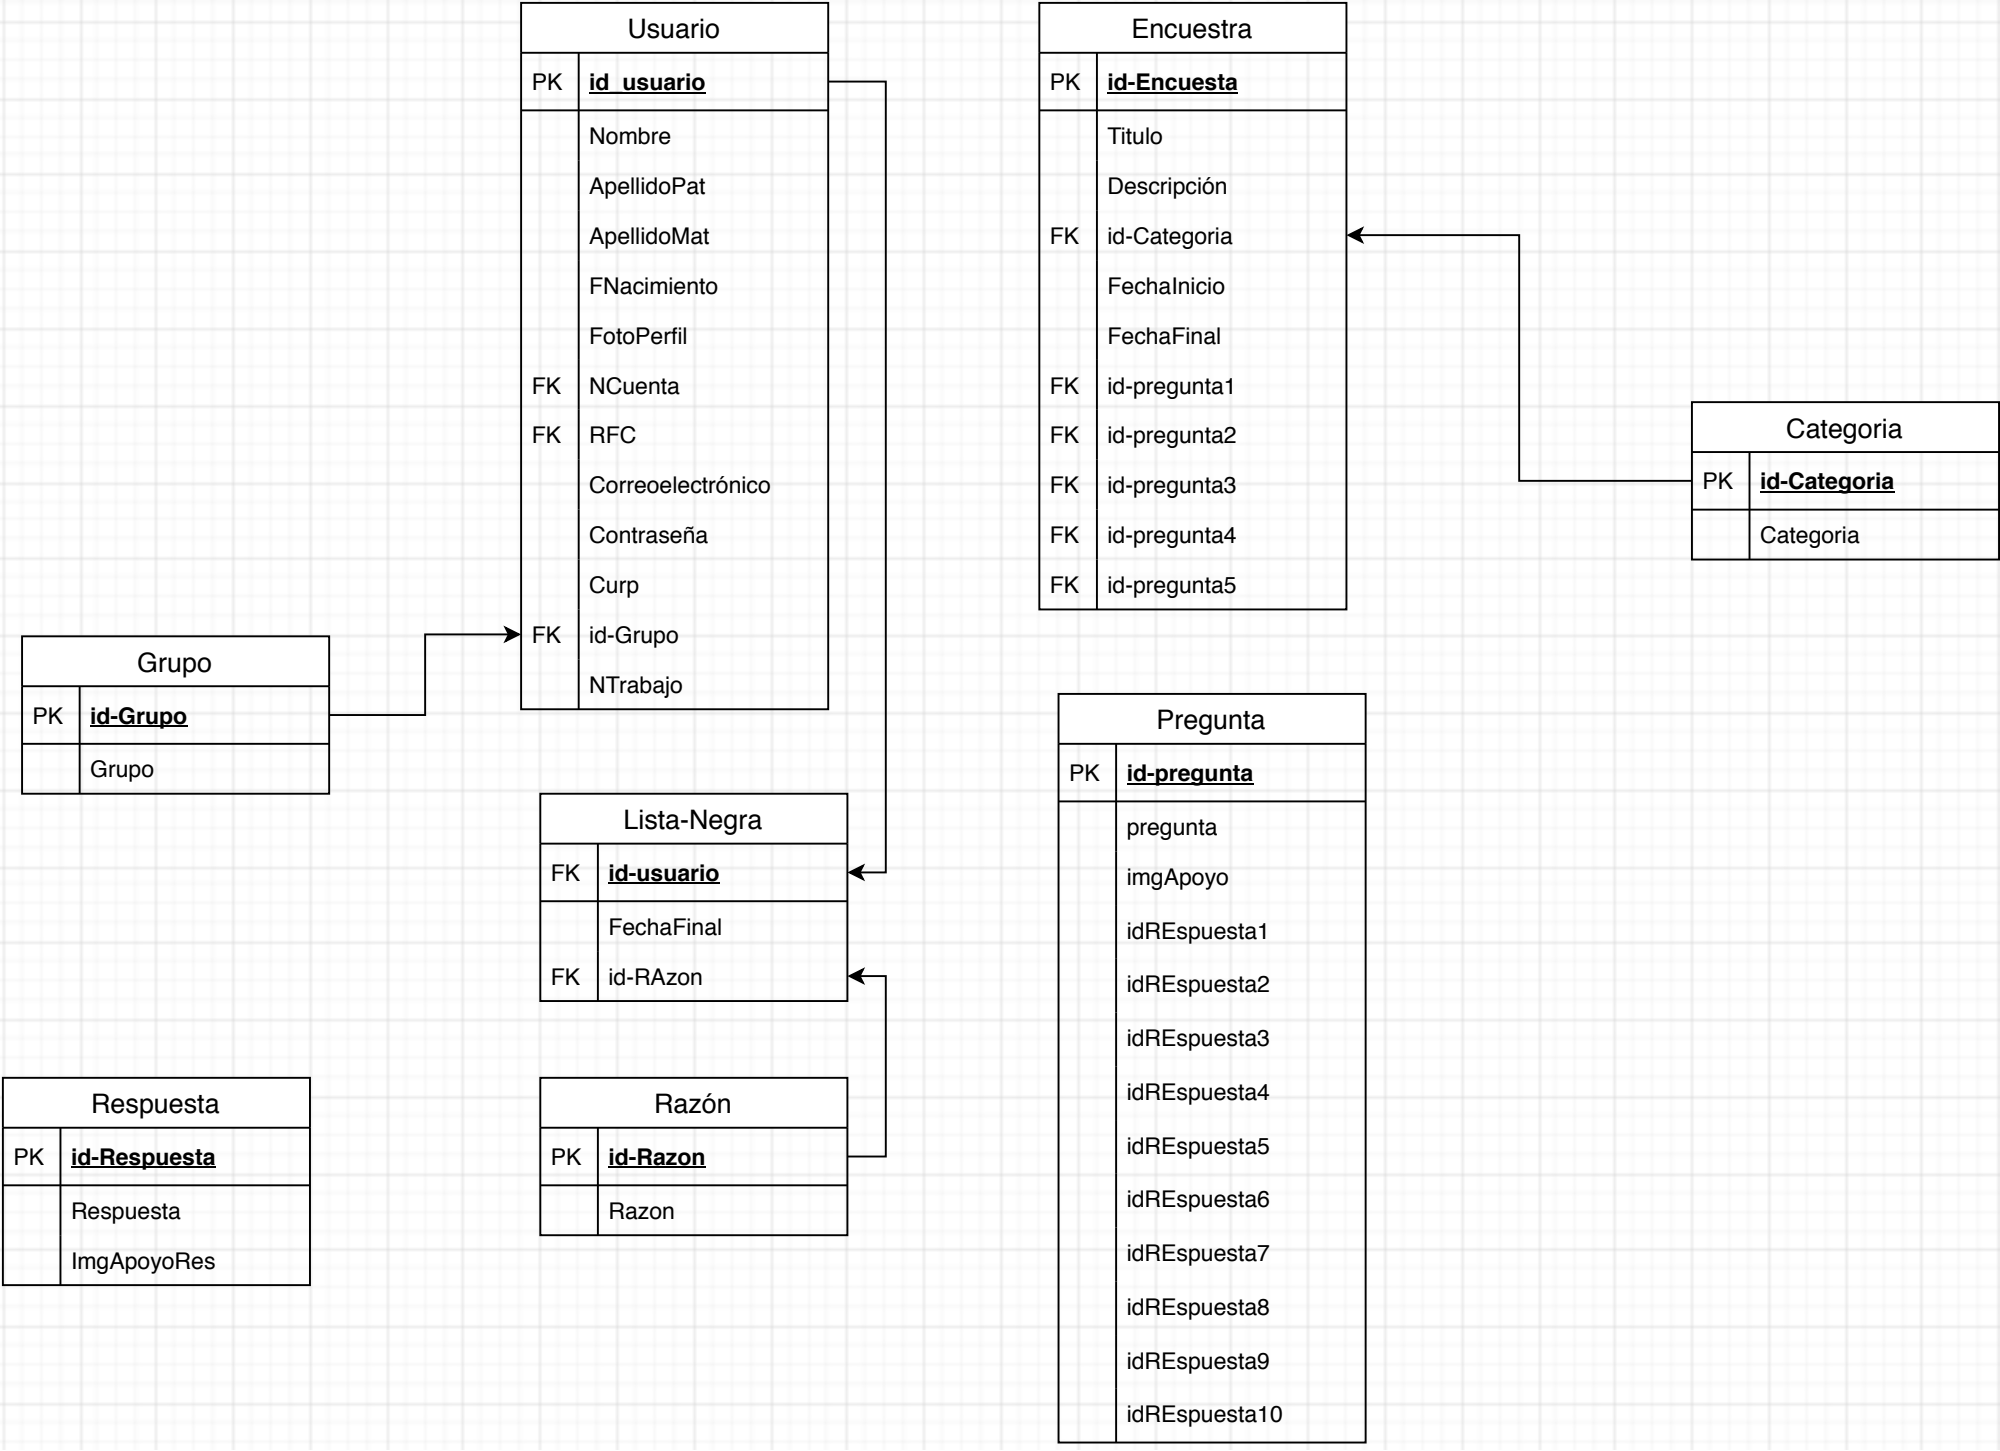 Usuario
PK id_usuario
Nombre
ApellidoPat
ApellidoMat
FNacimiento
FotoPerfil
FK NCuenta
FK RFC
Correoelectrónico
Contraseña
Curp
FK id-Grupo
NTrabajo
Encuestra
PK id-Encuesta
Titulo
Descripción
FK id-Categoria
FechaInicio
FechaFinal
FK id-pregunta1
FK id-pregunta2
FK id-pregunta3
FK id-pregunta4
FK id-pregunta5
Categoria
PK id-Categoria
Categoria
Grupo
PK id-Grupo
Grupo
Lista-Negra
FK id-usuario
FechaFinal
FK id-RAzon
Pregunta
PK id-pregunta
pregunta
imgApoyo
idREspuesta1
idREspuesta2
idREspuesta3
idREspuesta4
idREspuesta5
idREspuesta6
idREspuesta7
idREspuesta8
idREspuesta9
idREspuesta10
Respuesta
PK id-Respuesta
Respuesta
ImgApoyoRes
Razón
PK id-Razon
Razon